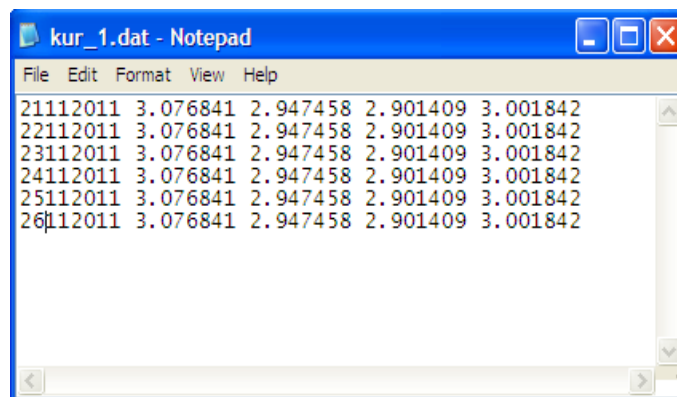 kur_1.dat - Notepad
File Edit Format View Help
21112011 3.076841 2.947458 2.901409 3.001842
22112011 3.076841 2.947458 2.901409 3.001842
23112011 3.076841 2.947458 2.901409 3.001842
24112011 3.076841 2.947458 2.901409 3.001842
25112011 3.076841 2.947458 2.901409 3.001842
26112011 3.076841 2.947458 2.901409 3.001842